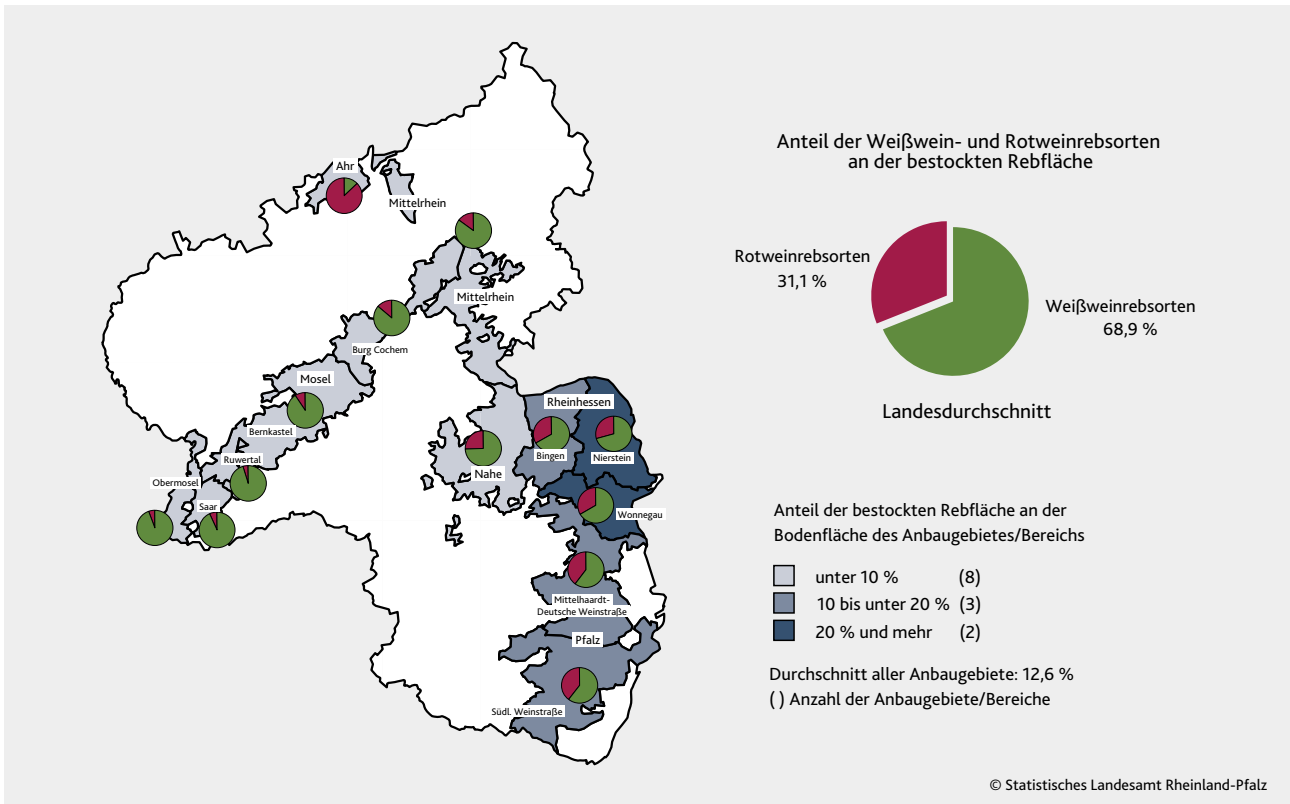 Anteil der Weißwein- und Rotweinrebsorten
an der bestockten Rebfläche
Rotweinrebsorten
31,1 %
Weißweinrebsorten
68,9 %
Landesdurchschnitt
Ahr
Mittelrhein
Mittelrhein
Burg Cochem
Mosel
Bernkastel
Ruwertal
Obermosel
Saar
Nahe
Rheinhessen
Bingen
Nierstein
Wonnegau
Mittelhaardt-
Deutsche Weinstraße
Pfalz
Südl. Weinstraße
Anteil der bestockten Rebfläche an der
Bodenfläche des Anbaugebietes/Bereichs
unter 10 % (8)
10 bis unter 20 % (3)
20 % und mehr (2)
Durchschnitt aller Anbaugebiete: 12,6 %
( ) Anzahl der Anbaugebiete/Bereiche
© Statistisches Landesamt Rheinland-Pfalz